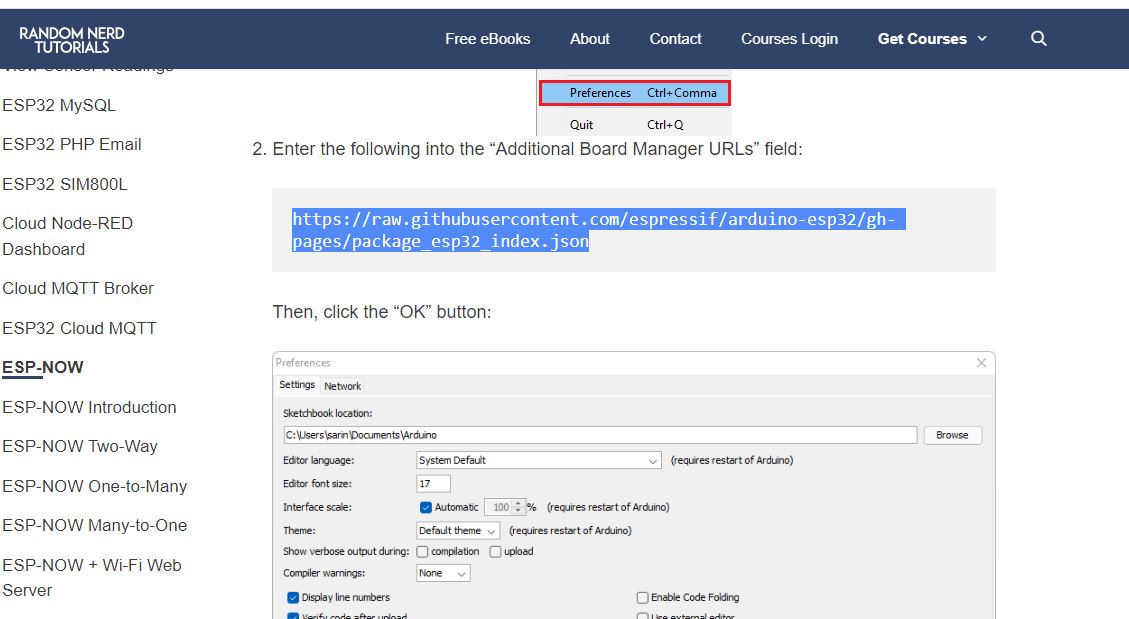 RANDOM NERD
TUTORIALS
Free eBooks
About
Contact
Courses Login
Get Courses
View Sensor Readings
ESP32 MySQL
ESP32 PHP Email
ESP32 SIM800L
Cloud Node-RED
Dashboard
Cloud MQTT Broker
ESP32 Cloud MQTT
ESP-NOW
ESP-NOW Introduction
ESP-NOW Two-Way
ESP-NOW One-to-Many
ESP-NOW Many-to-One
ESP-NOW + Wi-Fi Web
Server
Preferences Ctrl+Comma
Quit Ctrl+Q
2. Enter the following into the “Additional Board Manager URLs” field:
https://raw.githubusercontent.com/espressif/arduino-esp32/gh-
pages/package_esp32_index.json
Then, click the “OK” button:
Preferences
Settings Network
Sketchbook location:
C:\Users\sarin\Documents\Arduino Browse
Editor language: System Default (requires restart of Arduino)
Editor font size: 17
Interface scale: Automatic 100 % (requires restart of Arduino)
Theme: Default theme (requires restart of Arduino)
Show verbose output during: compilation upload
Compiler warnings: None
Display line numbers Enable Code Folding
Verify code after upload Use external editor